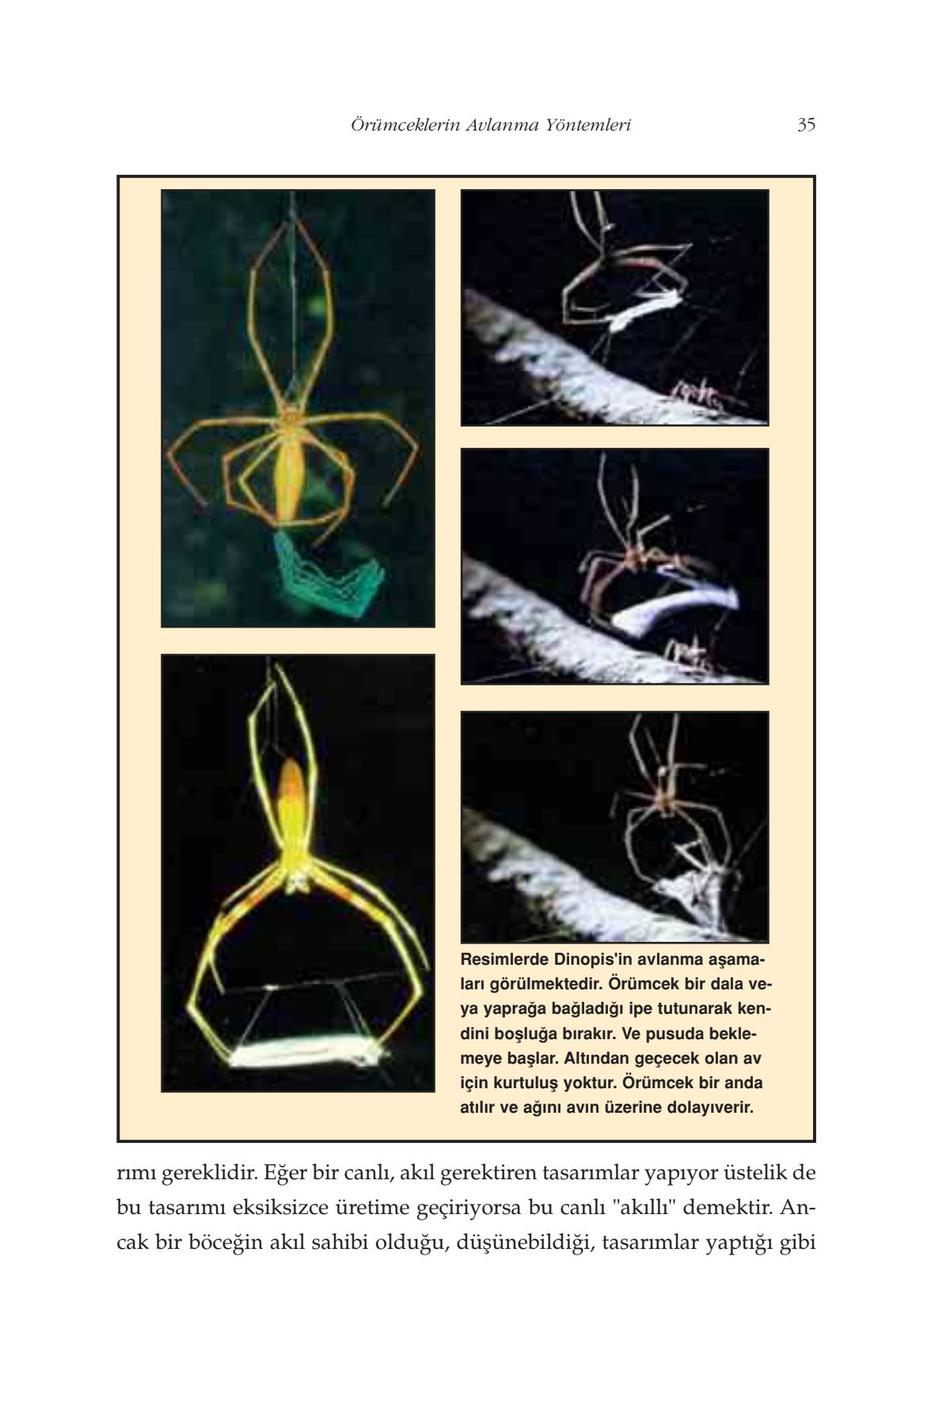 Örümceklerin Avlanma Yöntemleri 35
Resimlerde Dinopis'in avlanma aşama-
ları görülmektedir. Örümcek bir dala ve-
ya yaprağa bağladığı ipe tutunarak ken-
dini boşluğa bırakır. Ve pusuda bekle-
meye başlar. Altından geçecek olan av
için kurtuluş yoktur. Örümcek bir anda
atılır ve ağını avın üzerine dolayıverir.
rımı gereklidir. Eğer bir canlı, akıl gerektiren tasarımlar yapıyor üstelik de
bu tasarımı eksiksizce üretime geçiriyorsa bu canlı "akıllı" demektir. An-
cak bir böceğin akıl sahibi olduğu, düşünebildiği, tasarımlar yaptığı gibi